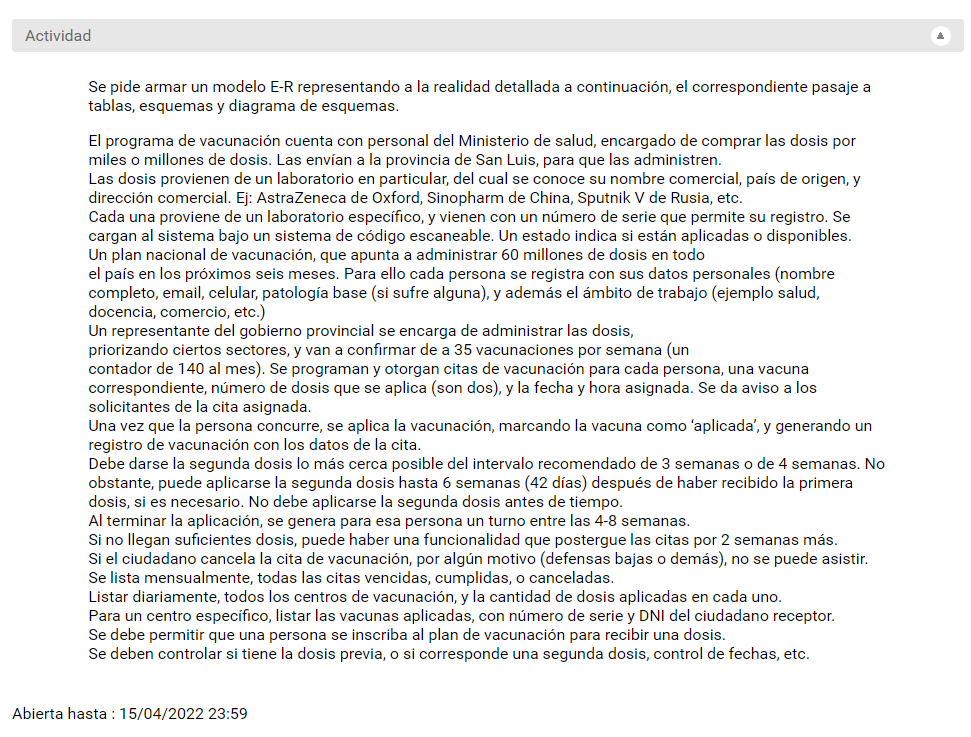 Actividad
Se pide armar un modelo E-R representando a la realidad detallada a continuación, el correspondiente pasaje a
tablas, esquemas y diagrama de esquemas.
El programa de vacunación cuenta con personal del Ministerio de salud, encargado de comprar las dosis por
miles o millones de dosis. Las envían a la provincia de San Luis, para que las administren.
Las dosis provienen de un laboratorio en particular, del cual se conoce su nombre comercial, país de origen, y
dirección comercial. Ej: AstraZeneca de Oxford, Sinopharm de China, Sputnik V de Rusia, etc.
Cada una proviene de un laboratorio específico, y vienen con un número de serie que permite su registro. Se
cargan al sistema bajo un sistema de código escaneable. Un estado indica si están aplicadas o disponibles.
Un plan nacional de vacunación, que apunta a administrar 60 millones de dosis en todo
el país en los próximos seis meses. Para ello cada persona se registra con sus datos personales (nombre
completo, email, celular, patología base (si sufre alguna), y además el ámbito de trabajo (ejemplo salud,
docencia, comercio, etc.)
Un representante del gobierno provincial se encarga de administrar las dosis,
priorizando ciertos sectores, y van a confirmar de a 35 vacunaciones por semana (un
contador de 140 al mes). Se programan y otorgan citas de vacunación para cada persona, una vacuna
correspondiente, número de dosis que se aplica (son dos), y la fecha y hora asignada. Se da aviso a los
solicitantes de la cita asignada.
Una vez que la persona concurre, se aplica la vacunación, marcando la vacuna como ‘aplicada’, y generando un
registro de vacunación con los datos de la cita.
Debe darse la segunda dosis lo más cerca posible del intervalo recomendado de 3 semanas o de 4 semanas. No
obstante, puede aplicarse la segunda dosis hasta 6 semanas (42 días) después de haber recibido la primera
dosis, si es necesario. No debe aplicarse la segunda dosis antes de tiempo.
Al terminar la aplicación, se genera para esa persona un turno entre las 4-8 semanas.
Si no llegan suficientes dosis, puede haber una funcionalidad que postergue las citas por 2 semanas más.
Si el ciudadano cancela la cita de vacunación, por algún motivo (defensas bajas o demás), no se puede asistir.
Se lista mensualmente, todas las citas vencidas, cumplidas, o canceladas.
Listar diariamente, todos los centros de vacunación, y la cantidad de dosis aplicadas en cada uno.
Para un centro específico, listar las vacunas aplicadas, con número de serie y DNI del ciudadano receptor.
Se debe permitir que una persona se inscriba al plan de vacunación para recibir una dosis.
Se deben controlar si tiene la dosis previa, o si corresponde una segunda dosis, control de fechas, etc.
Abierta hasta : 15/04/2022 23:59